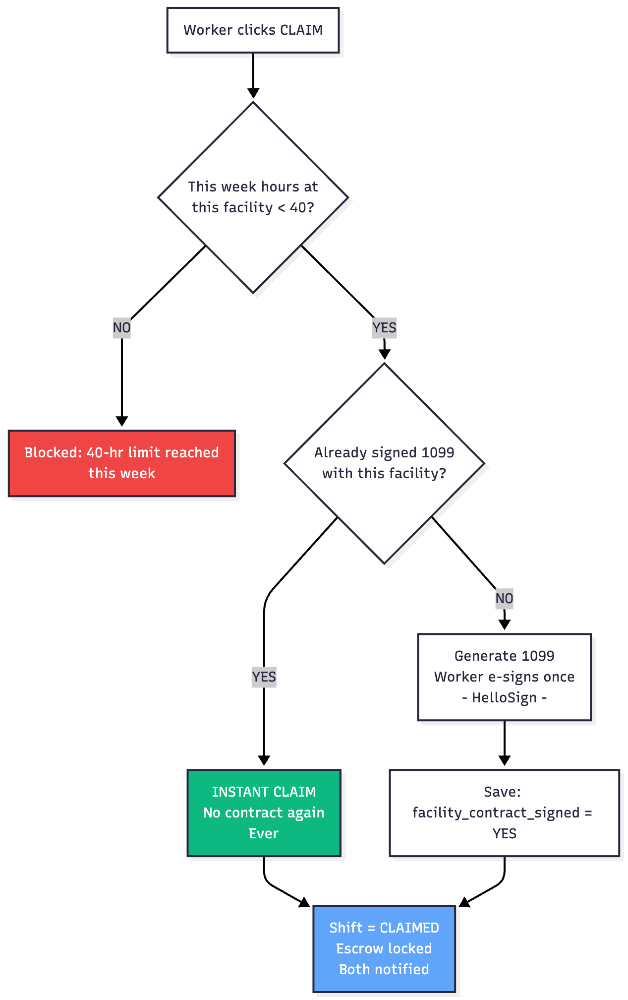 Worker clicks CLAIM
This week hours at
this facility < 40?
NO
YES
Blocked: 40-hr limit reached
this week
Already signed 1099
with this facility?
NO
YES
Generate 1099
Worker e-signs once
- HelloSign -
INSTANT CLAIM
No contract again
Ever
Save:
facility_contract_signed =
YES
Shift = CLAIMED
Escrow locked
Both notified